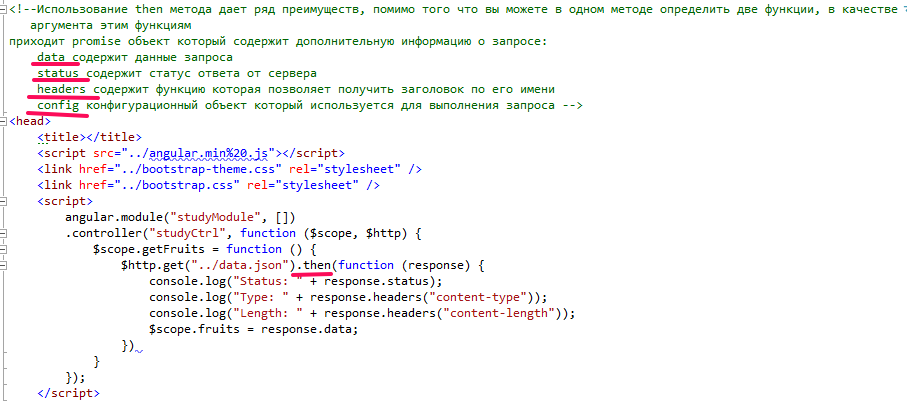 <!--Использование then метода дает ряд преимуществ, помимо того что вы можете в одном методе определить две функции, в качестве
аргумента этим функциям
приходит promise объект который содержит дополнительную информацию о запросе:
data содержит данные запроса
status содержит статус ответа от сервера
headers содержит функцию которая позволяет получить заголовок по его имени
config конфигурационный объект который используется для выполнения запроса -->
<head>
<title></title>
<script src="../angular.min%20.js"></script>
<link href="../bootstrap-theme.css" rel="stylesheet" />
<link href="../bootstrap.css" rel="stylesheet" />
<script>
angular.module("studyModule", [])
.controller("studyCtrl", function ($scope, $http) {
$scope.getFruits = function () {
$http.get("../data.json").then(function (response) {
console.log("Status: " + response.status);
console.log("Type: " + response.headers("content-type"));
console.log("Length: " + response.headers("content-length"));
$scope.fruits = response.data;
})
}
});
</script>